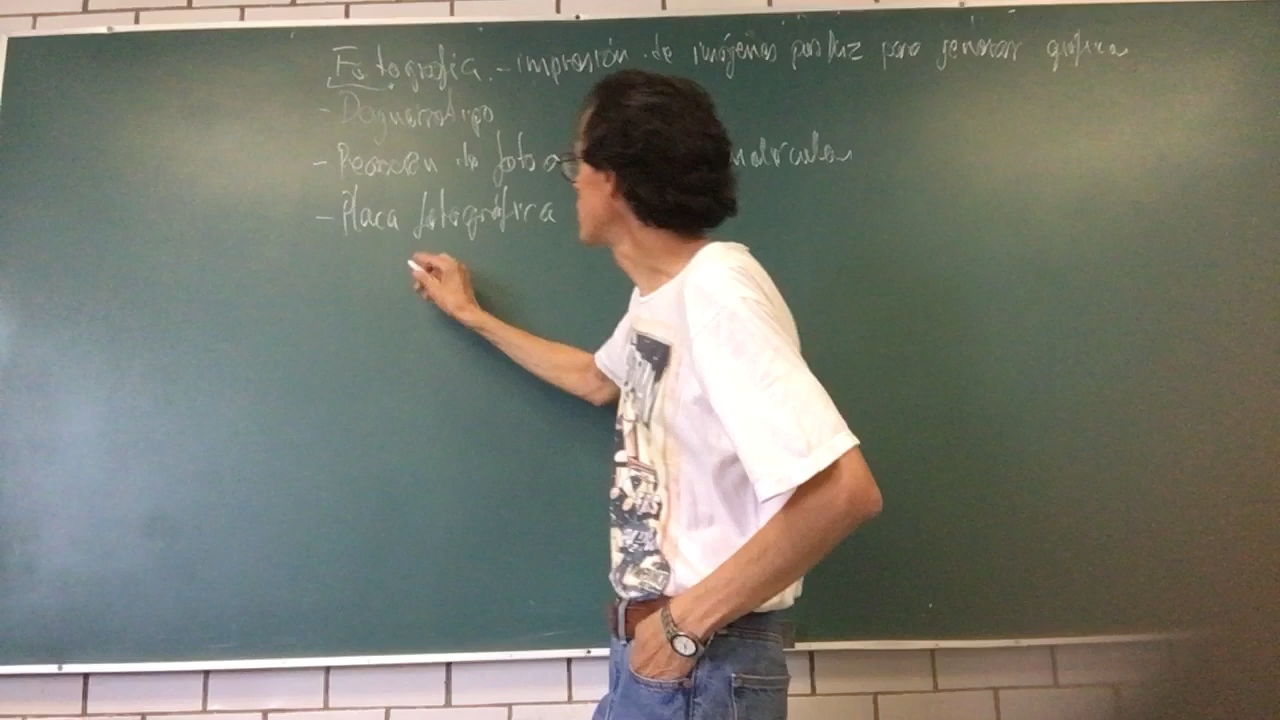 Fotografía.- impresión de imágenes por luz para generar gráfica
- Daguerrotipo
- Reacción de foto
- Placa fotográfica